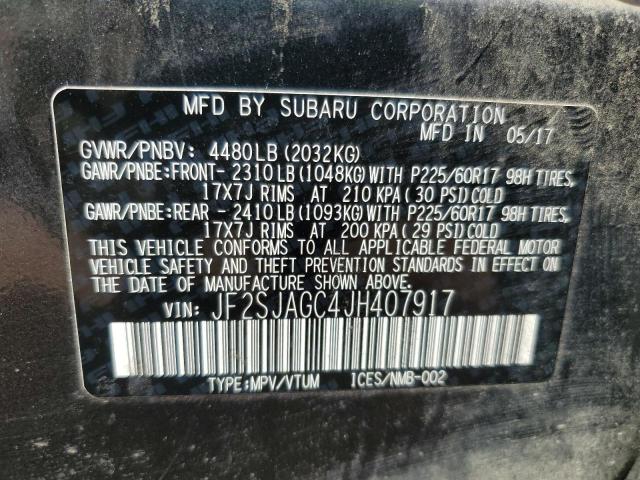 MFD BY SUBARU CORPORATION
MFD IN 05/17
GVWR/PNBV: 4480LB (2032KG)
GAWR/PNBE:FRONT- 2310LB (1048KG) WITH P225/60R17 98H TIRES,
17X7J RIMS AT 210 KPA (30 PSI) COLD
GAWR/PNBE:REAR - 2410LB (1093KG) WITH P225/60R17 98H TIRES,
17X7J RIMS AT 200 KPA (29 PSI) COLD
THIS VEHICLE CONFORMS TO ALL APPLICABLE FEDERAL MOTOR
VEHICLE SAFETY AND THEFT PREVENTION STANDARDS IN EFFECT ON
THE DATE OF MANUFACTURE SHOWN ABOVE.
VIN: JF2SJAGC4JH407917
TYPE:MPV/VTUM ICES/NMB-002